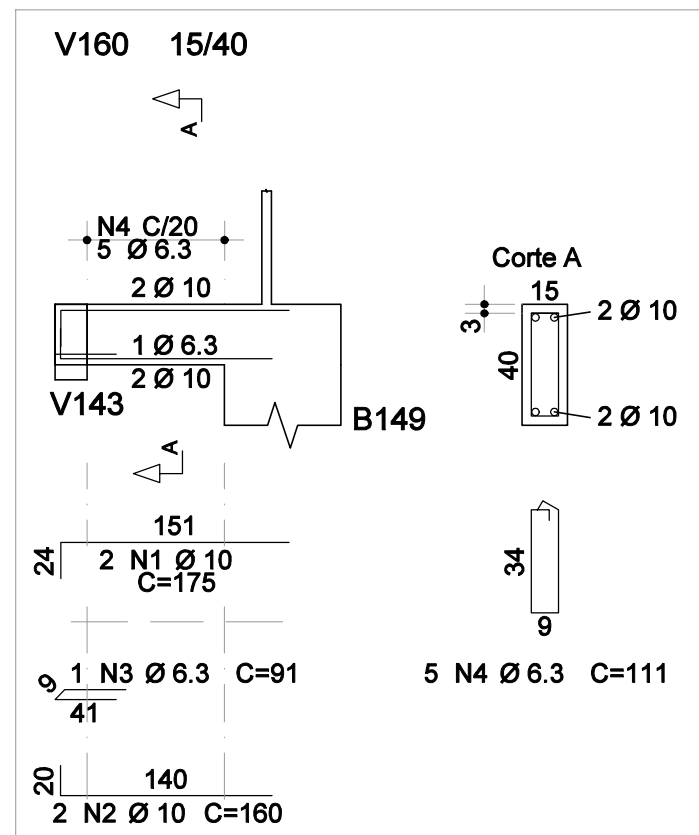 V160 15/40
A
N4 C/20
5 Ø 6.3
2 Ø 10
1 Ø 6.3
2 Ø 10
V143
B149
A
Corte A
15
3
40
2 Ø 10
2 Ø 10
151
24
2 N1 Ø 10
C=175
34
9
1 N3 Ø 6.3 C=91
9
41
5 N4 Ø 6.3 C=111
20
140
2 N2 Ø 10 C=160